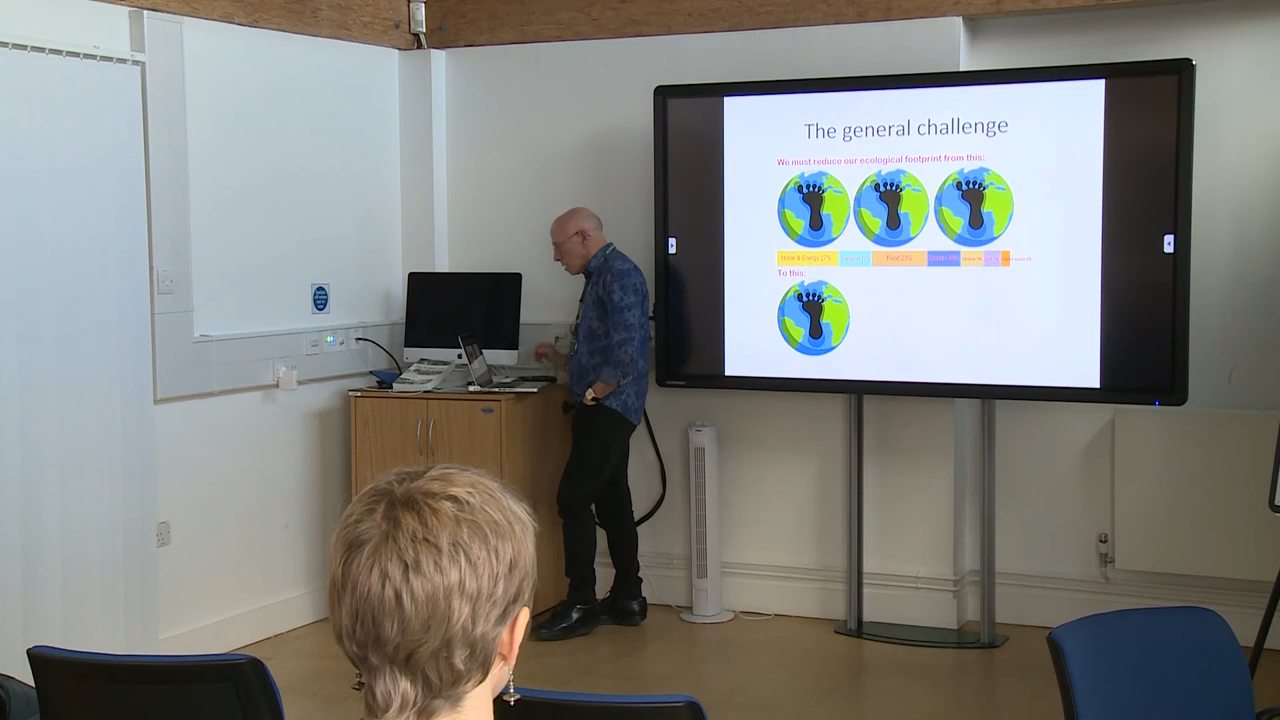 The general challenge
We must reduce our ecological footprint from this:
Home & Energy 27%
Food 23%
To this: